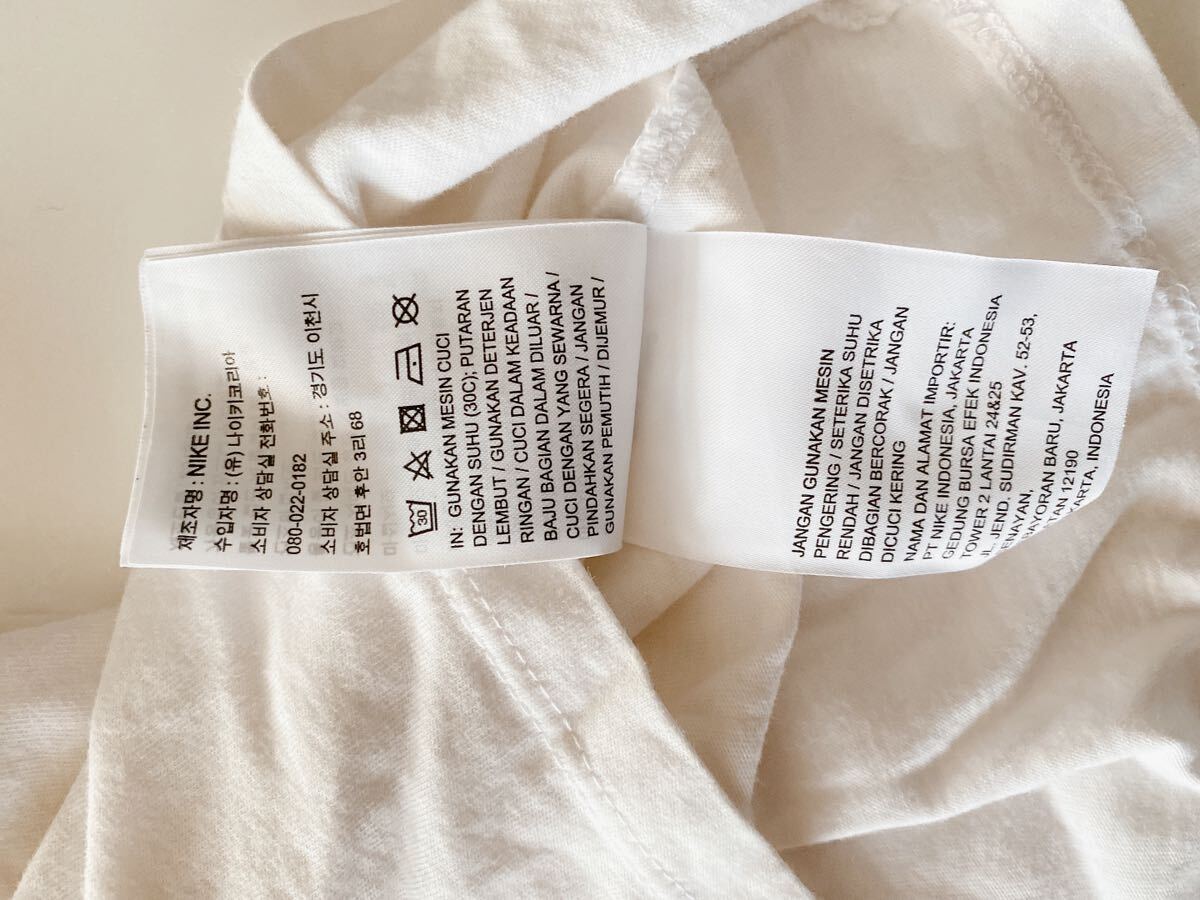 제조자명 : NIKE INC.
수입자명 : (유) 나이키코리아
소비자 상담실 전화번호 :
080-022-0182
소비자 상담실 주소 : 경기도 이천시
호법면 후안 3리 68
30
IN: GUNAKAN MESIN CUCI
DENGAN SUHU (30C); PUTARAN
LEMBUT / GUNAKAN DETERJEN
RINGAN / CUCI DALAM KEADAAN
BAJU BAGIAN DALAM DILUAR /
CUCI DENGAN YANG SEWARNA /
PINDAHKAN SEGERA / JANGAN
GUNAKAN PEMUTIH / DIJEMUR /
JANGAN GUNAKAN MESIN
PENGERING / SETERIKA SUHU
RENDAH / JANGAN DISETRIKA
DIBAGIAN BERCORAK / JANGAN
DICUCI KERING
NAMA DAN ALAMAT IMPORTIR:
PT NIKE INDONESIA, JAKARTA
GEDUNG BURSA EFEK INDONESIA
TOWER 2 LANTAI 24&25
JL. JEND. SUDIRMAN KAV. 52-53,
ENAYAN,
BAYORAN BARU, JAKARTA
TAN 12190
KARTA, INDONESIA